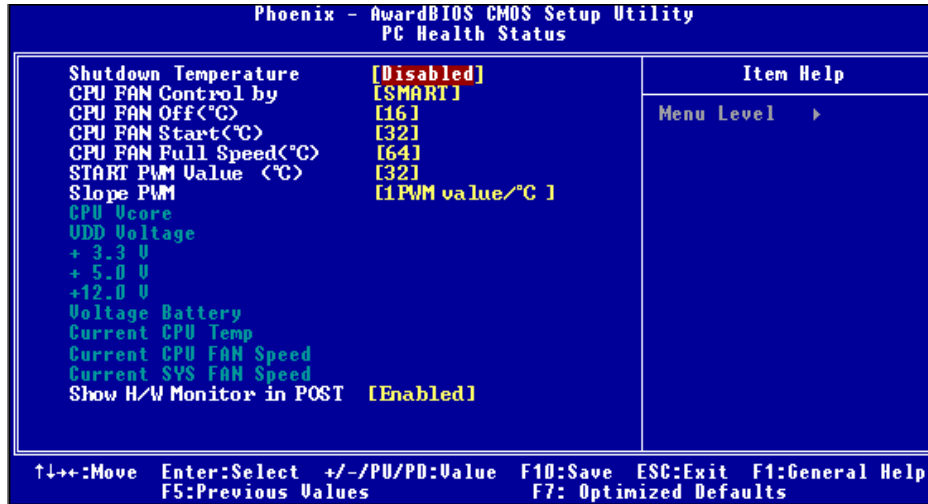 Phoenix - AwardBIOS CMOS Setup Utility
PC Health Status
Shutdown Temperature [Disabled]
CPU FAN Control by [SMART]
CPU FAN Off(°C) [16]
CPU FAN Start(°C) [32]
CPU FAN Full Speed(°C) [64]
START PWM Value (°C) [32]
Slope PWM [1PWM value/°C ]
CPU Vcore
VDD Voltage
+ 3.3 V
+ 5.0 V
+12.0 V
Voltage Battery
Current CPU Temp
Current CPU FAN Speed
Current SYS FAN Speed
Show H/W Monitor in POST [Enabled]
Item Help
Menu Level ▸
↑↓→←:Move Enter:Select +/-/PU/PD:Value F10:Save ESC:Exit F1:General Help
F5:Previous Values F7: Optimized Defaults